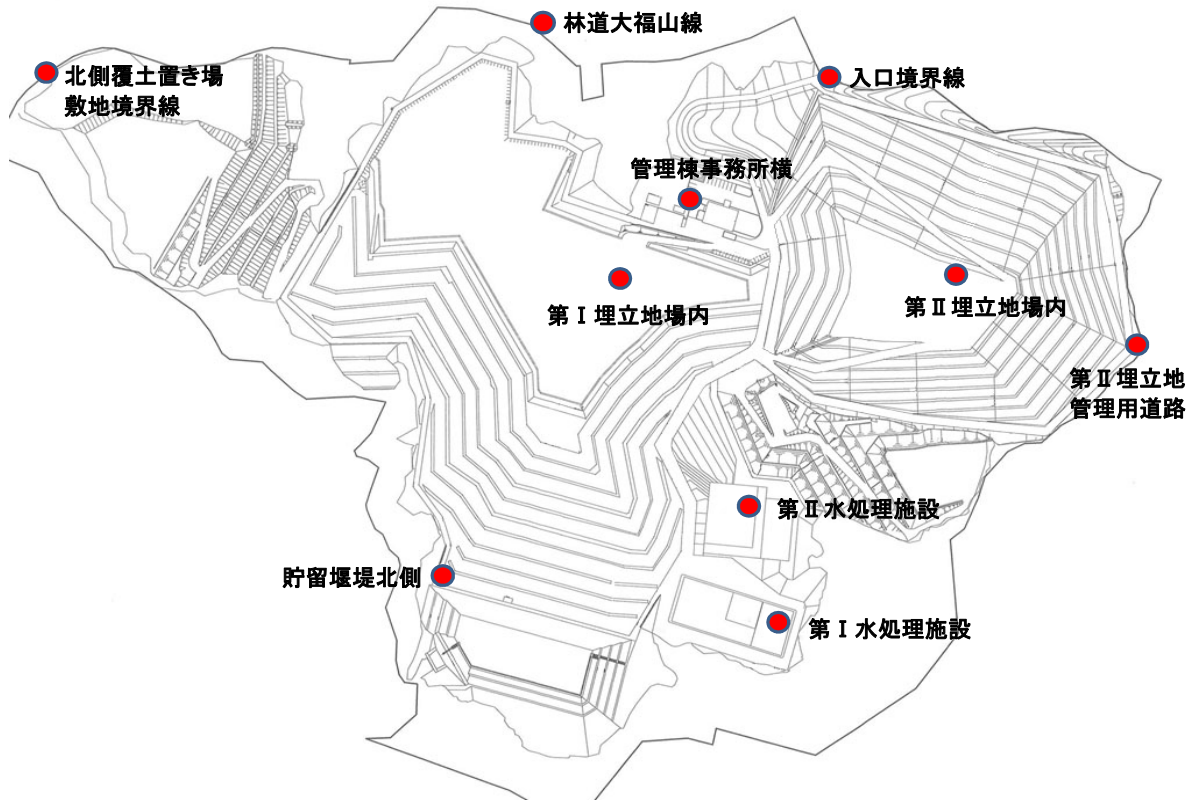 林道大福山線
北側覆土置き場
敷地境界線
入口境界線
管理棟事務所横
第Ⅰ埋立地場内
第Ⅱ埋立地場内
第Ⅱ埋立地
管理用道路
第Ⅱ水処理施設
貯留堰堤北側
第Ⅰ水処理施設